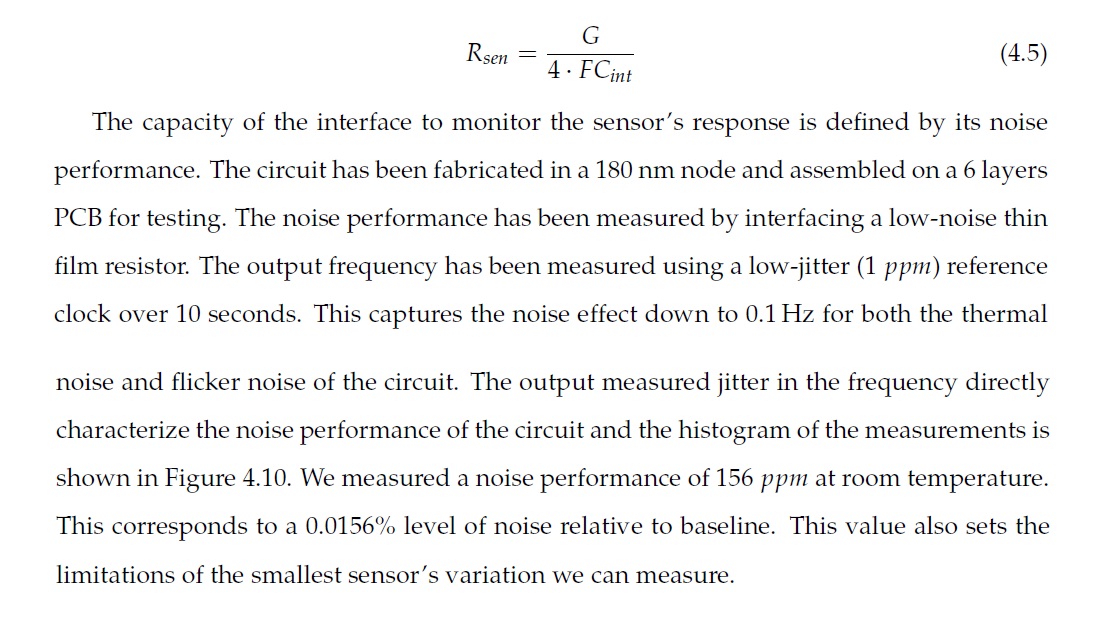 R_sen = G / (4 · FC_int) (4.5)
The capacity of the interface to monitor the sensor's response is defined by its noise
performance. The circuit has been fabricated in a 180 nm node and assembled on a 6 layers
PCB for testing. The noise performance has been measured by interfacing a low-noise thin
film resistor. The output frequency has been measured using a low-jitter (1 ppm) reference
clock over 10 seconds. This captures the noise effect down to 0.1 Hz for both the thermal
noise and flicker noise of the circuit. The output measured jitter in the frequency directly
characterize the noise performance of the circuit and the histogram of the measurements is
shown in Figure 4.10. We measured a noise performance of 156 ppm at room temperature.
This corresponds to a 0.0156% level of noise relative to baseline. This value also sets the
limitations of the smallest sensor's variation we can measure.